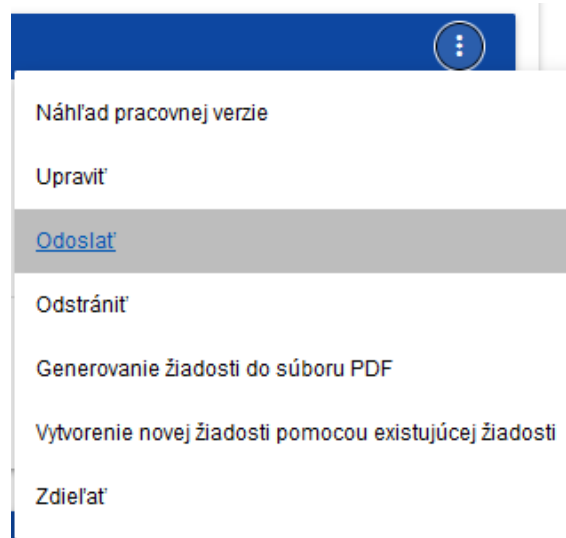 Náhľad pracovnej verzie
Upraviť
Odoslať
Odstrániť
Generovanie žiadosti do súboru PDF
Vytvorenie novej žiadosti pomocou existujúcej žiadosti
Zdieľať